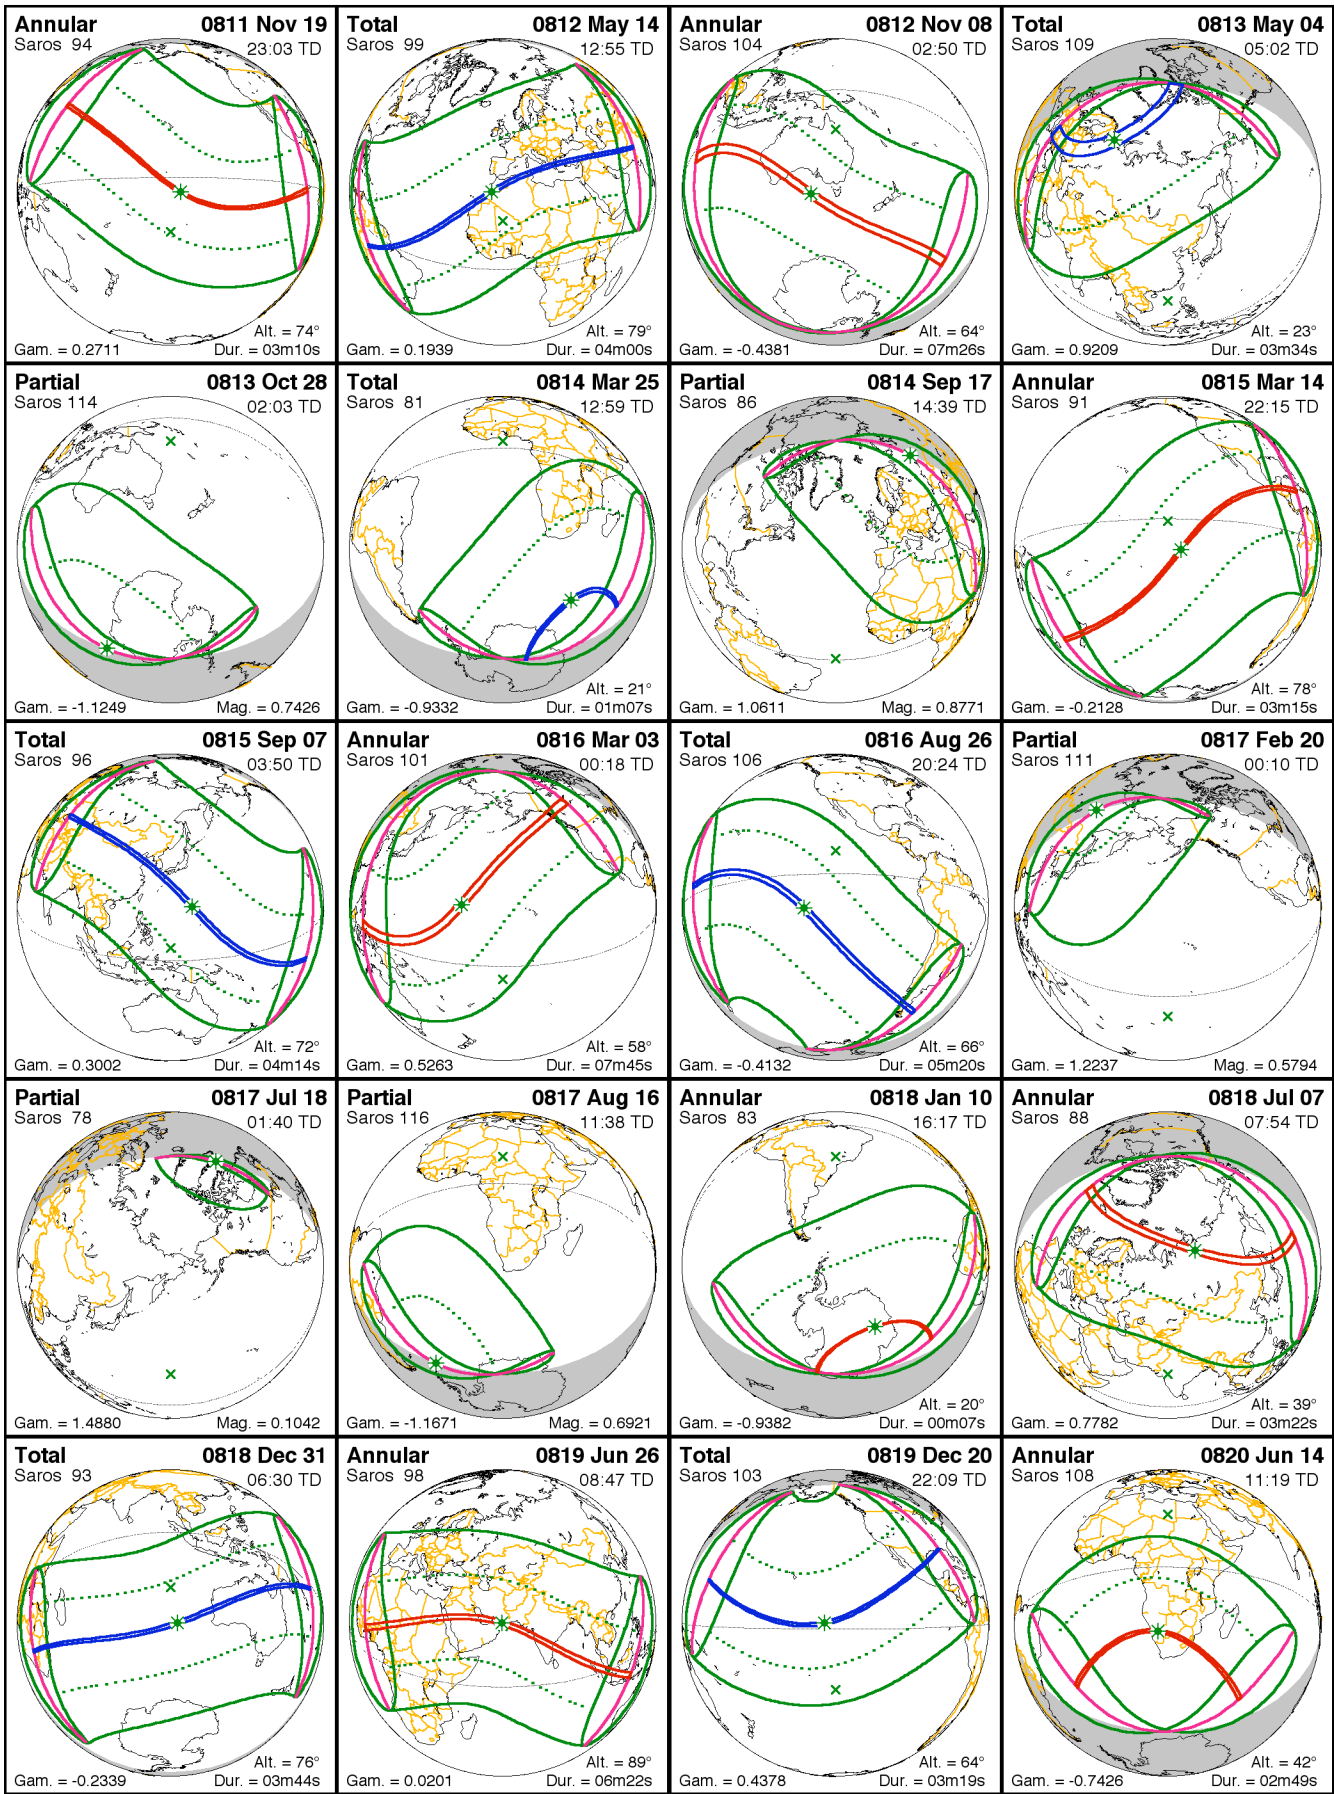 Annular 0811 Nov 19
Saros 94 23:03 TD
Alt. = 74°
Gam. = 0.2711 Dur. = 03m10s
Total 0812 May 14
Saros 99 12:55 TD
Alt. = 79°
Gam. = 0.1939 Dur. = 04m00s
Annular 0812 Nov 08
Saros 104 02:50 TD
Alt. = 64°
Gam. = -0.4381 Dur. = 07m26s
Total 0813 May 04
Saros 109 05:02 TD
Alt. = 23°
Gam. = 0.9209 Dur. = 03m34s
Partial 0813 Oct 28
Saros 114 02:03 TD
Gam. = -1.1249 Mag. = 0.7426
Total 0814 Mar 25
Saros 81 12:59 TD
Alt. = 21°
Gam. = -0.9332 Dur. = 01m07s
Partial 0814 Sep 17
Saros 86 14:39 TD
Gam. = 1.0611 Mag. = 0.8771
Annular 0815 Mar 14
Saros 91 22:15 TD
Alt. = 78°
Gam. = -0.2128 Dur. = 03m15s
Total 0815 Sep 07
Saros 96 03:50 TD
Alt. = 72°
Gam. = 0.3002 Dur. = 04m14s
Annular 0816 Mar 03
Saros 101 00:18 TD
Alt. = 58°
Gam. = 0.5263 Dur. = 07m45s
Total 0816 Aug 26
Saros 106 20:24 TD
Alt. = 66°
Gam. = -0.4132 Dur. = 05m20s
Partial 0817 Feb 20
Saros 111 00:10 TD
Gam. = 1.2237 Mag. = 0.5794
Partial 0817 Jul 18
Saros 78 01:40 TD
Gam. = 1.4880 Mag. = 0.1042
Partial 0817 Aug 16
Saros 116 11:38 TD
Gam. = -1.1671 Mag. = 0.6921
Annular 0818 Jan 10
Saros 83 16:17 TD
Alt. = 20°
Gam. = -0.9382 Dur. = 00m07s
Annular 0818 Jul 07
Saros 88 07:54 TD
Alt. = 39°
Gam. = 0.7782 Dur. = 03m22s
Total 0818 Dec 31
Saros 93 06:30 TD
Alt. = 76°
Gam. = -0.2339 Dur. = 03m44s
Annular 0819 Jun 26
Saros 98 08:47 TD
Alt. = 89°
Gam. = 0.0201 Dur. = 06m22s
Total 0819 Dec 20
Saros 103 22:09 TD
Alt. = 64°
Gam. = 0.4378 Dur. = 03m19s
Annular 0820 Jun 14
Saros 108 11:19 TD
Alt. = 42°
Gam. = -0.7426 Dur. = 02m49s